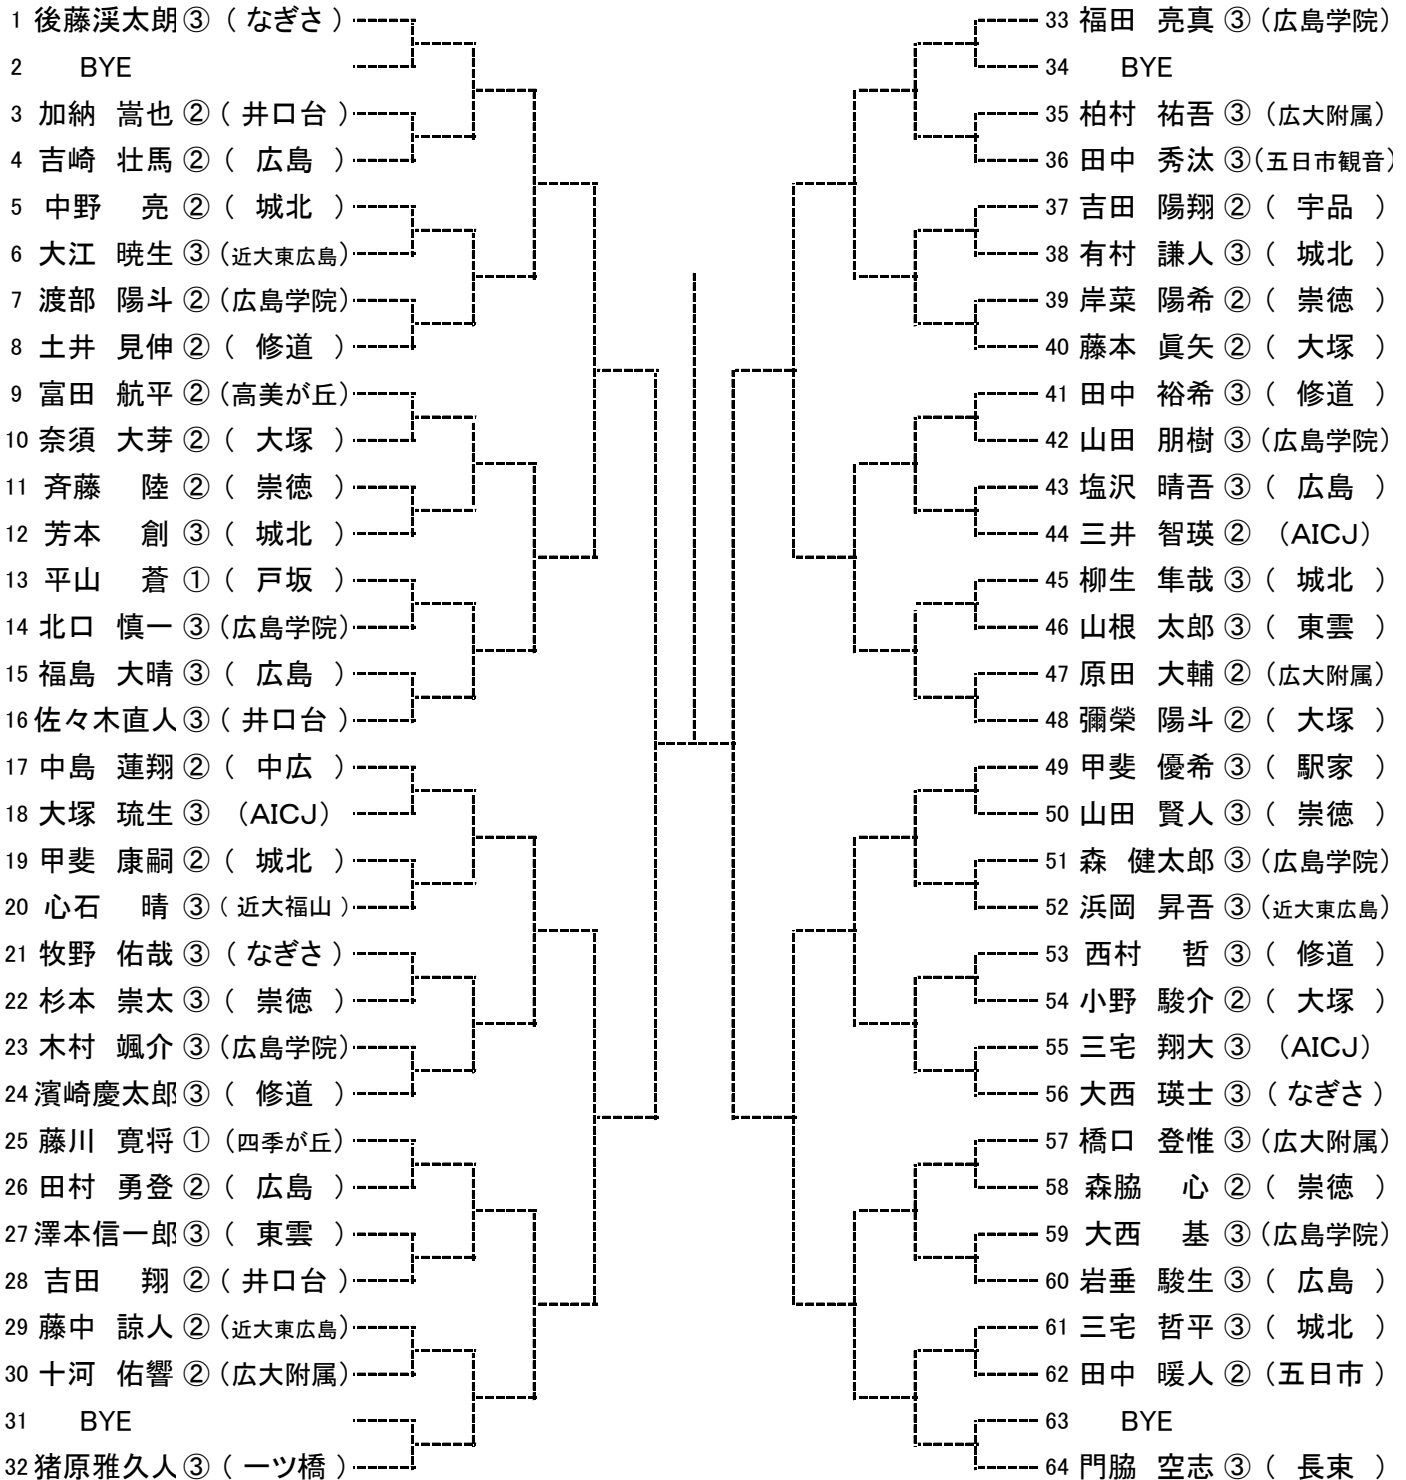 1 後藤渓太朗 ③ ( なぎさ )
2 BYE
3 加納 嵩也 ② ( 井口台 )
4 吉崎 壮馬 ② ( 広島 )
5 中野 亮 ② ( 城北 )
6 大江 暁生 ③ (近大東広島)
7 渡部 陽斗 ② (広島学院)
8 土井 見伸 ② ( 修道 )
9 富田 航平 ② (高美が丘)
10 奈須 大芽 ② ( 大塚 )
11 斉藤 陸 ② ( 崇徳 )
12 芳本 創 ③ ( 城北 )
13 平山 蒼 ① ( 戸坂 )
14 北口 慎一 ③ (広島学院)
15 福島 大晴 ③ ( 広島 )
16 佐々木直人 ③ ( 井口台 )
17 中島 蓮翔 ② ( 中広 )
18 大塚 琉生 ③ (AICJ)
19 甲斐 康嗣 ② ( 城北 )
20 心石 晴 ③ ( 近大福山 )
21 牧野 佑哉 ③ ( なぎさ )
22 杉本 崇太 ③ ( 崇徳 )
23 木村 颯介 ③ (広島学院)
24 濱崎慶太郎 ③ ( 修道 )
25 藤川 寛将 ① (四季が丘)
26 田村 勇登 ② ( 広島 )
27 澤本信一郎 ③ ( 東雲 )
28 吉田 翔 ② ( 井口台 )
29 藤中 諒人 ② (近大東広島)
30 十河 佑響 ② (広大附属)
31 BYE
32 猪原雅久人 ③ ( 一ツ橋 )
33 福田 亮真 ③ (広島学院)
34 BYE
35 柏村 祐吾 ③ (広大附属)
36 田中 秀汰 ③ (五日市観音)
37 吉田 陽翔 ② ( 宇品 )
38 有村 謙人 ③ ( 城北 )
39 岸菜 陽希 ② ( 崇徳 )
40 藤本 眞矢 ② ( 大塚 )
41 田中 裕希 ③ ( 修道 )
42 山田 朋樹 ③ (広島学院)
43 塩沢 晴吾 ③ ( 広島 )
44 三井 智瑛 ② (AICJ)
45 柳生 隼哉 ③ ( 城北 )
46 山根 太郎 ③ ( 東雲 )
47 原田 大輔 ② (広大附属)
48 彌榮 陽斗 ② ( 大塚 )
49 甲斐 優希 ③ ( 駅家 )
50 山田 賢人 ③ ( 崇徳 )
51 森 健太郎 ③ (広島学院)
52 浜岡 昇吾 ③ (近大東広島)
53 西村 哲 ③ ( 修道 )
54 小野 駿介 ② ( 大塚 )
55 三宅 翔大 ③ (AICJ)
56 大西 瑛士 ③ ( なぎさ )
57 橋口 登惟 ③ (広大附属)
58 森脇 心 ② ( 崇徳 )
59 大西 基 ③ (広島学院)
60 岩垂 駿生 ③ ( 広島 )
61 三宅 哲平 ③ ( 城北 )
62 田中 暖人 ② (五日市 )
63 BYE
64 門脇 空志 ③ ( 長束 )